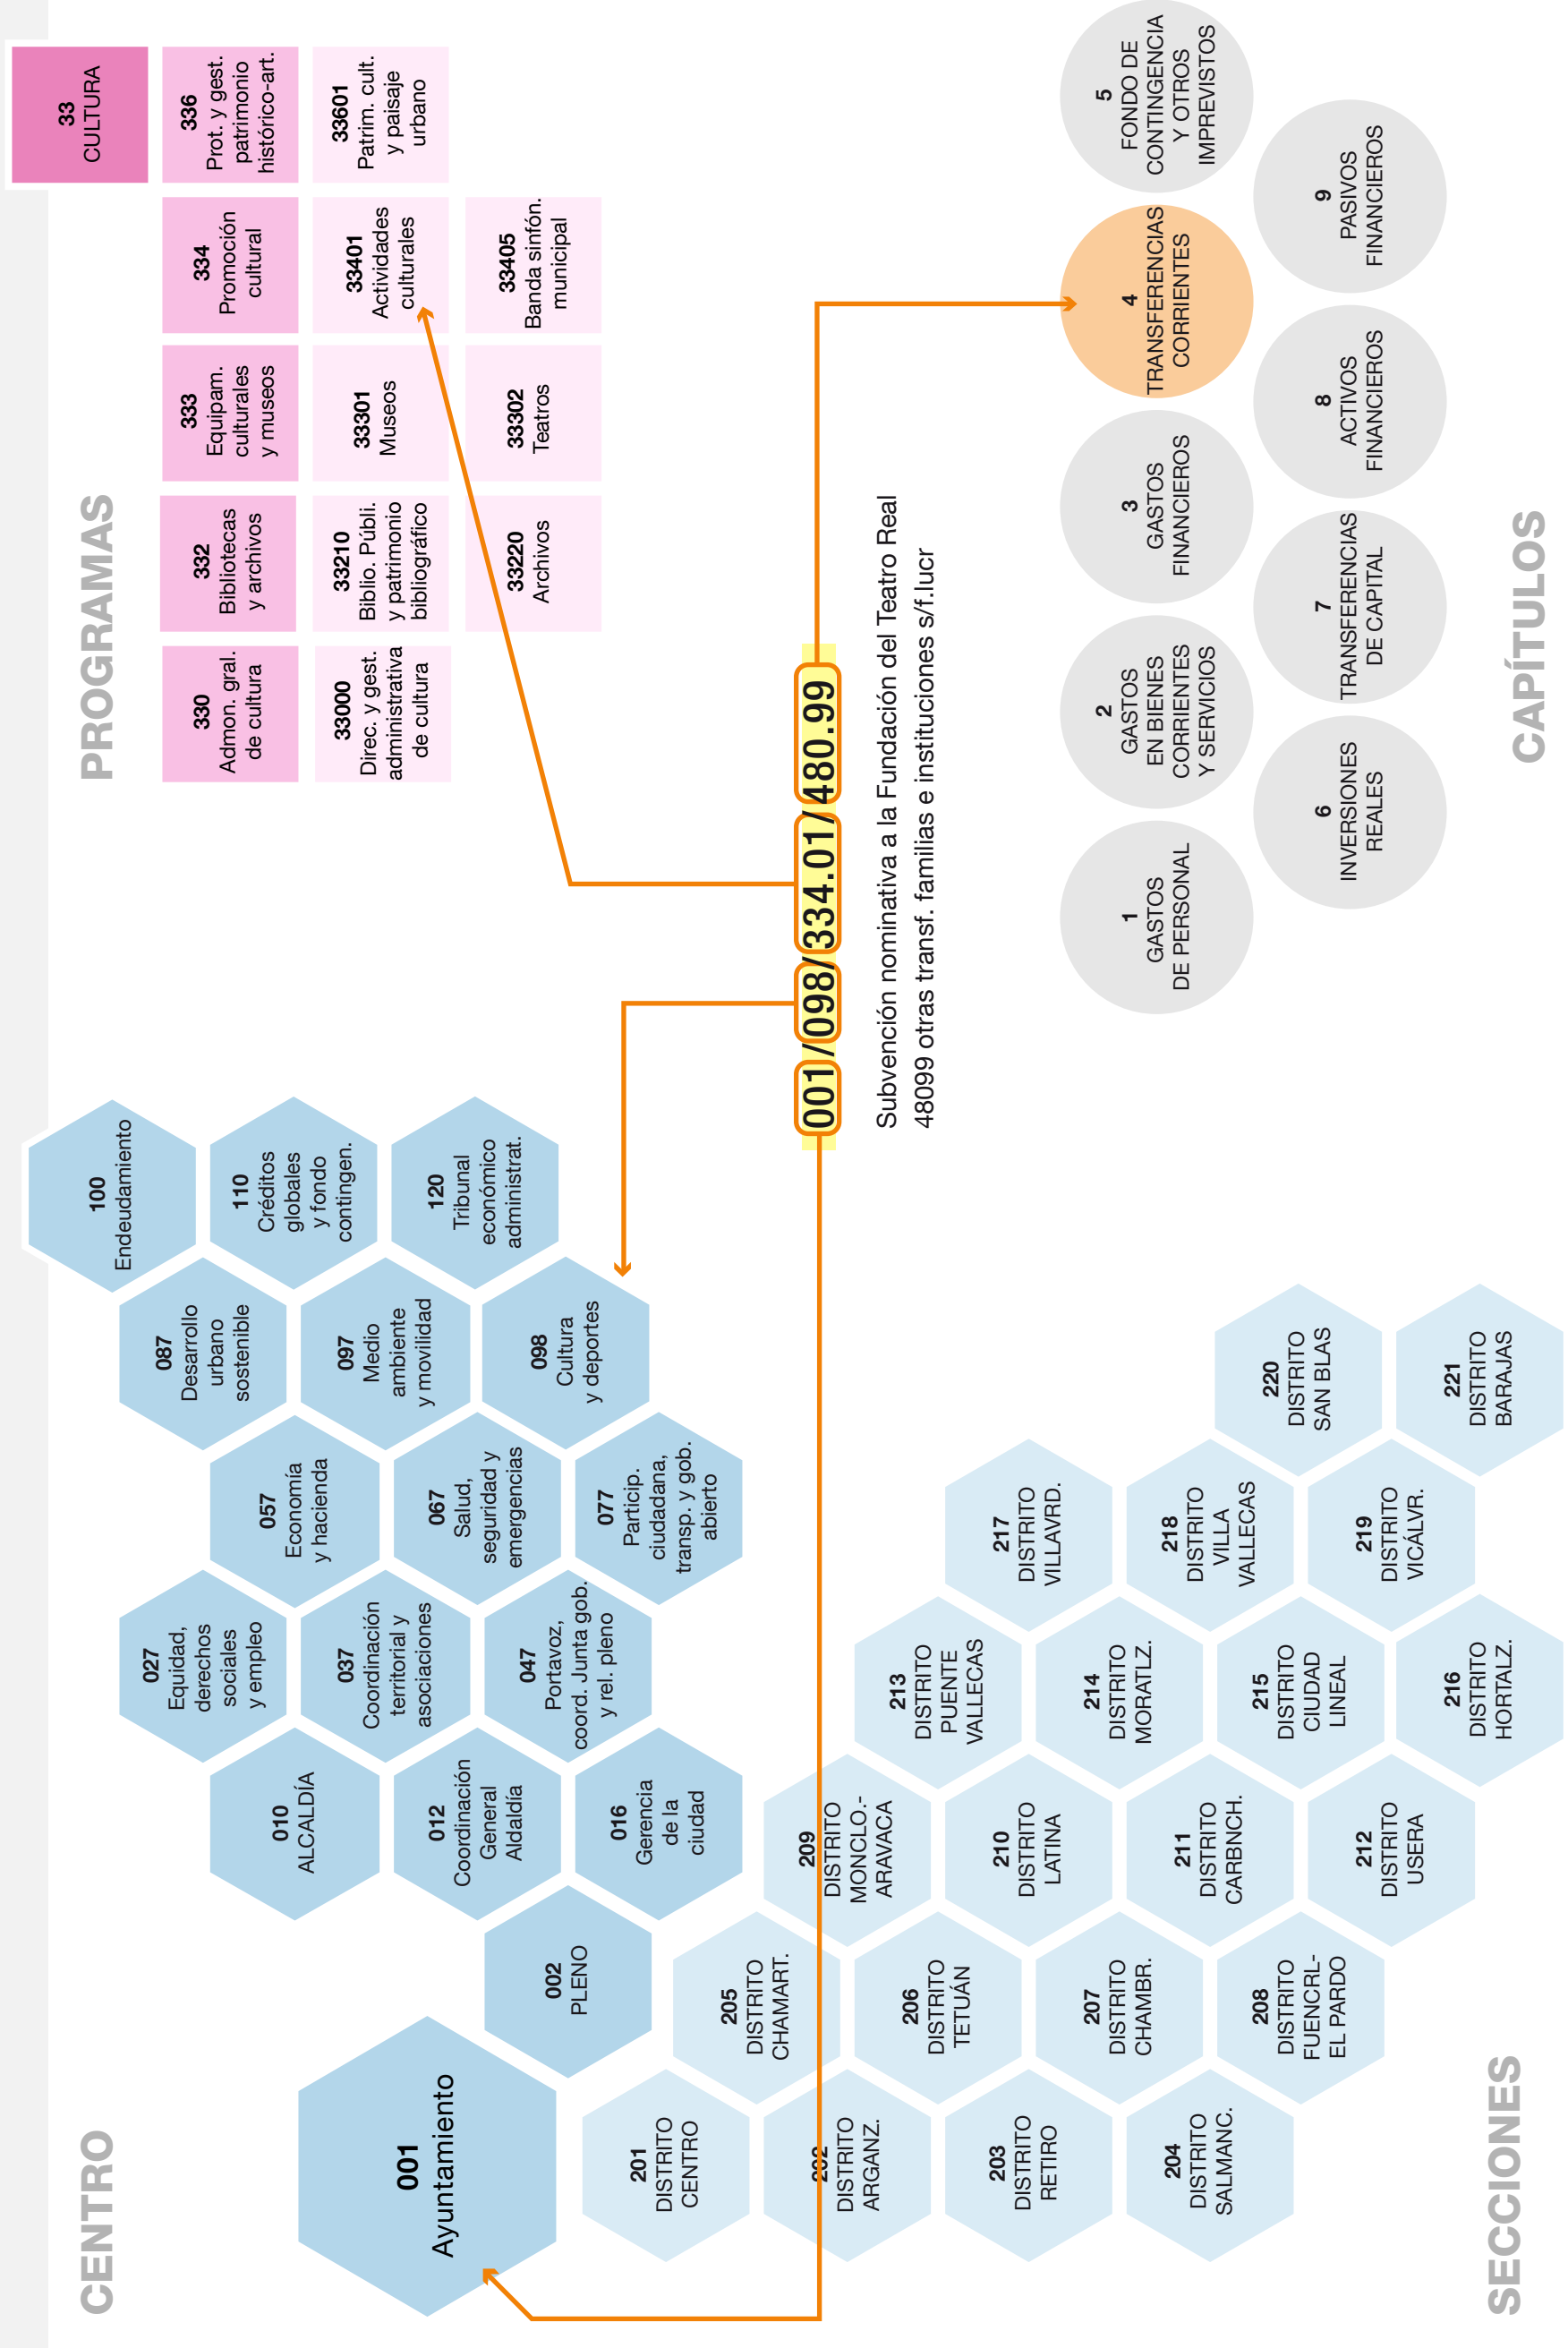 CENTRO
001
Ayuntamiento
002
PLENO
010
ALCALDÍA
012
Coordinación
General
Aldaldía
016
Gerencia
de la
ciudad
027
Equidad,
derechos
sociales
y empleo
037
Coordinación
territorial y
asociaciones
047
Portavoz,
coord. Junta gob.
y rel. pleno
057
Economía
y hacienda
067
Salud,
seguridad y
emergencias
077
Particip.
ciudadana,
transp. y gob.
abierto
087
Desarrollo
urbano
sostenible
097
Medio
ambiente
y movilidad
098
Cultura
y deportes
100
Endeudamiento
110
Créditos
globales
y fondo
contingen.
120
Tribunal
económico
administrat.
PROGRAMAS
33
CULTURA
330
Admon. gral.
de cultura
332
Bibliotecas
y archivos
333
Equipam.
culturales
y museos
334
Promoción
cultural
336
Prot. y gest.
patrimonio
histórico-art.
33000
Direc. y gest.
administrativa
de cultura
33210
Biblio. Públi.
y patrimonio
bibliográfico
33301
Museos
33401
Actividades
culturales
33601
Patrim. cult.
y paisaje
urbano
33220
Archivos
33302
Teatros
33405
Banda sinfón.
municipal
001/098/334.01/480.99
Subvención nominativa a la Fundación del Teatro Real
48099 otras transf. familias e instituciones s/f.lucr
SECCIONES
201
DISTRITO
CENTRO
202
DISTRITO
ARGANZ.
203
DISTRITO
RETIRO
204
DISTRITO
SALMANC.
205
DISTRITO
CHAMART.
206
DISTRITO
TETUÁN
207
DISTRITO
CHAMBR.
208
DISTRITO
FUENCRL-
EL PARDO
209
DISTRITO
MONCLO.-
ARAVACA
210
DISTRITO
LATINA
211
DISTRITO
CARBNCH.
212
DISTRITO
USERA
213
DISTRITO
PUENTE
VALLECAS
214
DISTRITO
MORATLZ.
215
DISTRITO
CIUDAD
LINEAL
216
DISTRITO
HORTALZ.
217
DISTRITO
VILLAVRD.
218
DISTRITO
VILLA
VALLECAS
219
DISTRITO
VICÁLVR.
220
DISTRITO
SAN BLAS
221
DISTRITO
BARAJAS
CAPÍTULOS
1
GASTOS
DE PERSONAL
2
GASTOS
EN BIENES
CORRIENTES
Y SERVICIOS
3
GASTOS
FINANCIEROS
4
TRANSFERENCIAS
CORRIENTES
5
FONDO DE
CONTINGENCIA
Y OTROS
IMPREVISTOS
6
INVERSIONES
REALES
7
TRANSFERENCIAS
DE CAPITAL
8
ACTIVOS
FINANCIEROS
9
PASIVOS
FINANCIEROS